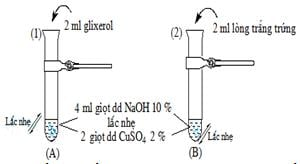 (1) 2 ml glixerol
(2) 2 ml lòng trắng trứng
4 ml giọt dd NaOH 10 %
Lắc nhẹ lắc nhẹ
2 giọt dd CuSO₄ 2 % Lắc nhẹ
(A) (B)